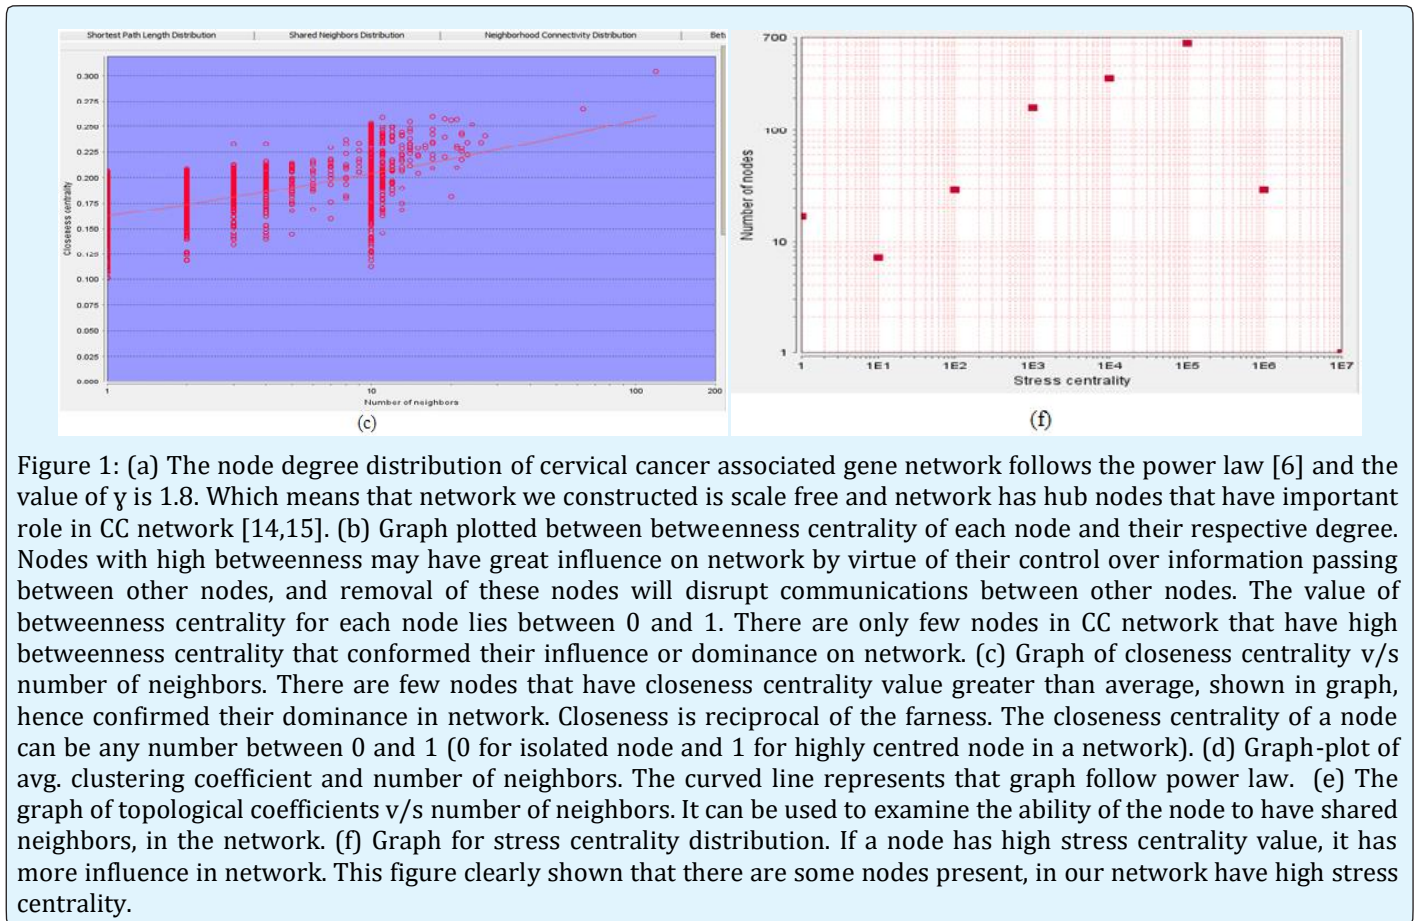 Shortest Path Length Distribution | Shared Neighbors Distribution | Neighborhood Connectivity Distribution | Betv
Closeness centrality
0.300
0.275
0.250
0.225
0.200
0.175
0.150
0.125
0.100
0.075
0.050
0.025
0.000
1 10 100 200
Number of neighbors
(c)
Number of nodes
700
100
10
1
1 1E1 1E2 1E3 1E4 1E5 1E6 1E7
Stress centrality
(f)
Figure 1: (a) The node degree distribution of cervical cancer associated gene network follows the power law [6] and the
value of ɣ is 1.8. Which means that network we constructed is scale free and network has hub nodes that have important
role in CC network [14,15]. (b) Graph plotted between betweenness centrality of each node and their respective degree.
Nodes with high betweenness may have great influence on network by virtue of their control over information passing
between other nodes, and removal of these nodes will disrupt communications between other nodes. The value of
betweenness centrality for each node lies between 0 and 1. There are only few nodes in CC network that have high
betweenness centrality that conformed their influence or dominance on network. (c) Graph of closeness centrality v/s
number of neighbors. There are few nodes that have closeness centrality value greater than average, shown in graph,
hence confirmed their dominance in network. Closeness is reciprocal of the farness. The closeness centrality of a node
can be any number between 0 and 1 (0 for isolated node and 1 for highly centred node in a network). (d) Graph-plot of
avg. clustering coefficient and number of neighbors. The curved line represents that graph follow power law. (e) The
graph of topological coefficients v/s number of neighbors. It can be used to examine the ability of the node to have shared
neighbors, in the network. (f) Graph for stress centrality distribution. If a node has high stress centrality value, it has
more influence in network. This figure clearly shown that there are some nodes present, in our network have high stress
centrality.